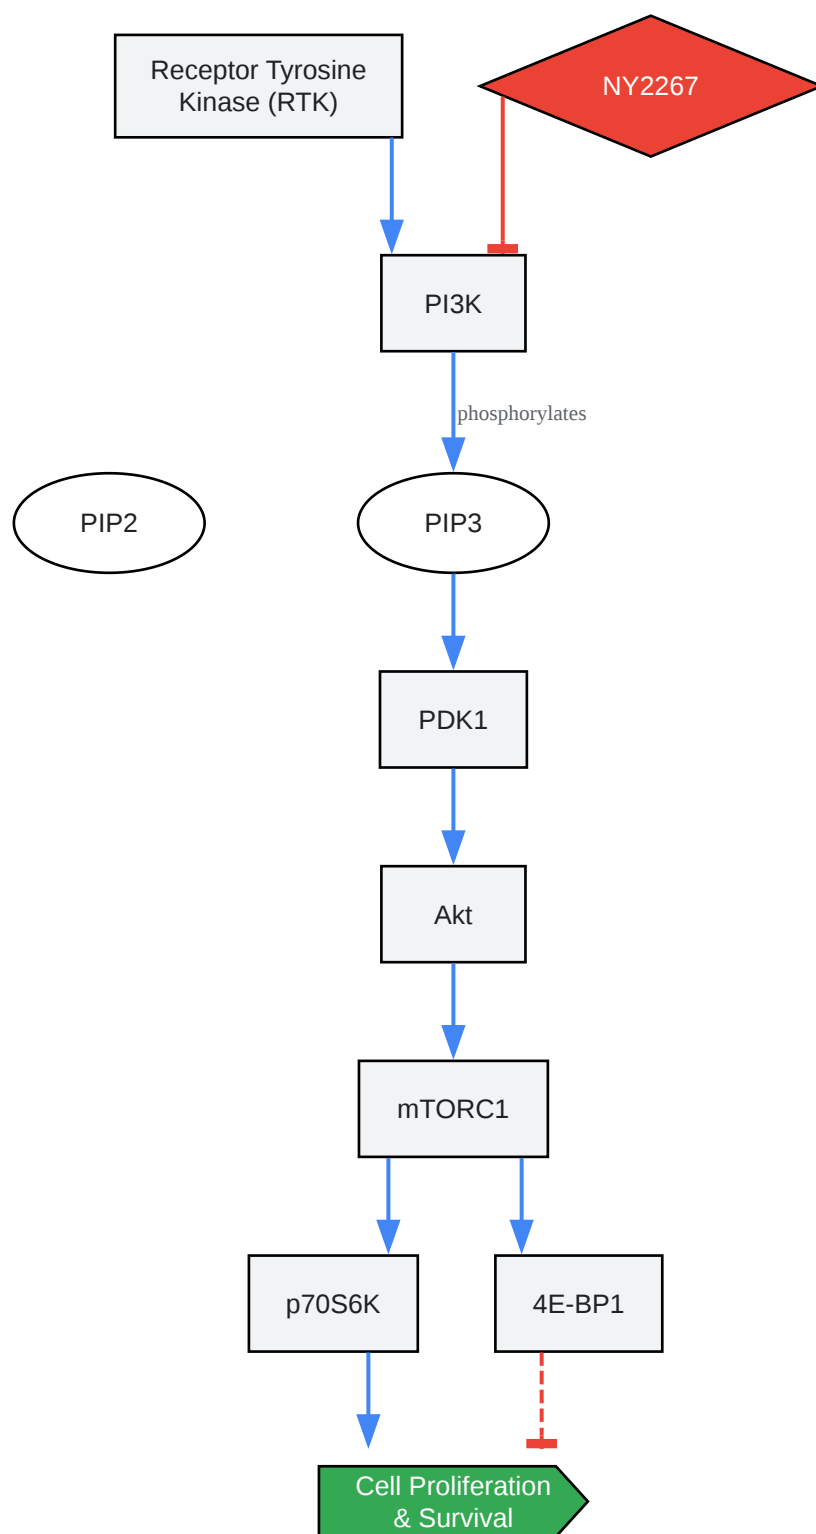 Receptor Tyrosine
Kinase (RTK)
NY2267
PI3K
phosphorylates
PIP2
PIP3
PDK1
Akt
mTORC1
p70S6K
4E-BP1
Cell Proliferation
& Survival